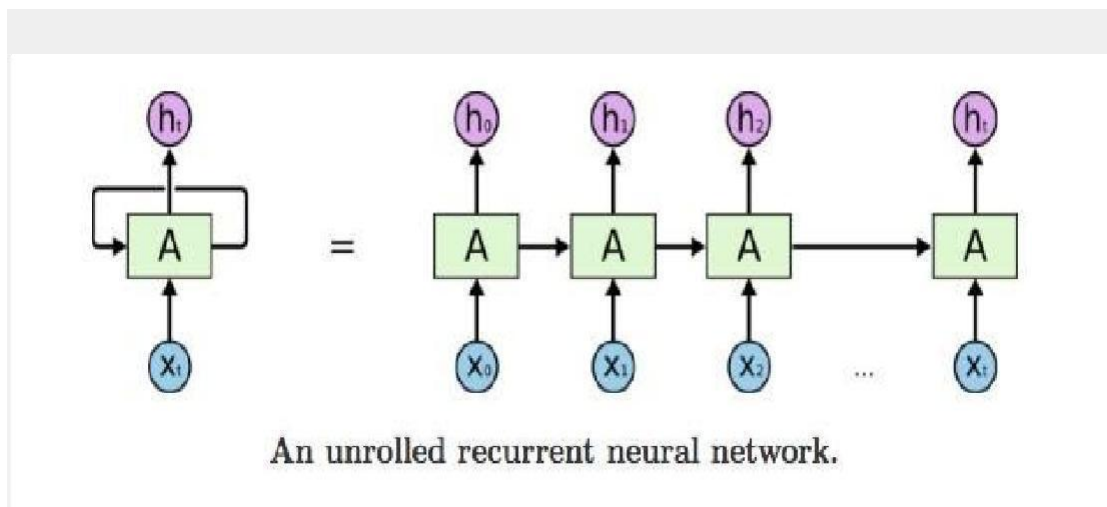 hₜ h₀ h₁ h₂ hₜ
A = A A A A
xₜ x₀ x₁ x₂ ... xₜ
An unrolled recurrent neural network.